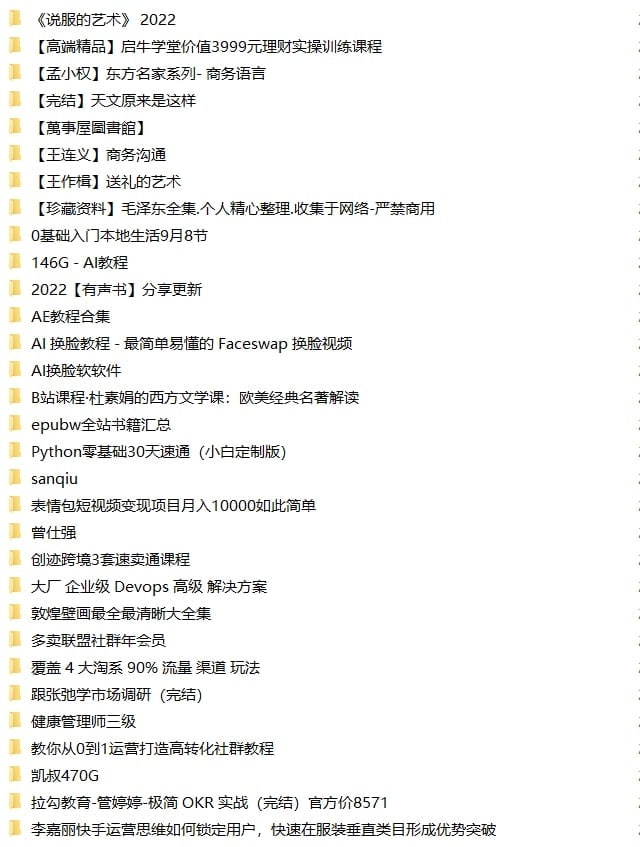 《说服的艺术》 2022
【高端精品】启牛学堂价值3999元理财实操训练课程
【孟小权】东方名家系列- 商务语言
【完结】天文原来是这样
【萬事屋圖書館】
【王连义】商务沟通
【王作楫】送礼的艺术
【珍藏资料】毛泽东全集.个人精心整理.收集于网络-严禁商用
0基础入门本地生活9月8节
146G - AI教程
2022【有声书】分享更新
AE教程合集
AI 换脸教程 - 最简单易懂的 Faceswap 换脸视频
AI换脸软软件
B站课程·杜素娟的西方文学课：欧美经典名著解读
epubw全站书籍汇总
Python零基础30天速通（小白定制版）
sanqiu
表情包短视频变现项目月入10000如此简单
曾仕强
创迹跨境3套速卖通课程
大厂 企业级 Devops 高级 解决方案
敦煌壁画最全最清晰大全集
多卖联盟社群年会员
覆盖 4 大淘系 90% 流量 渠道 玩法
跟张弛学市场调研（完结）
健康管理师三级
教你从0到1运营打造高转化社群教程
凯叔470G
拉勾教育-管婷婷-极简 OKR 实战（完结）官方价8571
李嘉丽快手运营思维如何锁定用户，快速在服装垂直类目形成优势突破